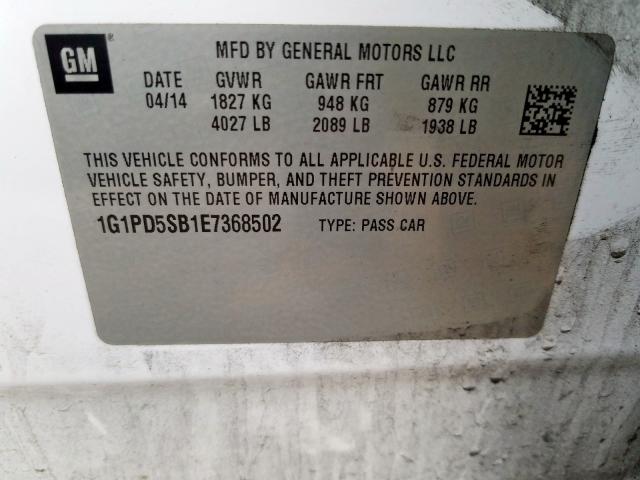 GM ®
MFD BY GENERAL MOTORS LLC
DATE GVWR GAWR FRT GAWR RR
04/14 1827 KG 948 KG 879 KG
4027 LB 2089 LB 1938 LB
THIS VEHICLE CONFORMS TO ALL APPLICABLE U.S. FEDERAL MOTOR
VEHICLE SAFETY, BUMPER, AND THEFT PREVENTION STANDARDS IN
EFFECT ON THE DATE OF MANUFACTURE SHOWN ABOVE.
1G1PD5SB1E7368502 TYPE: PASS CAR